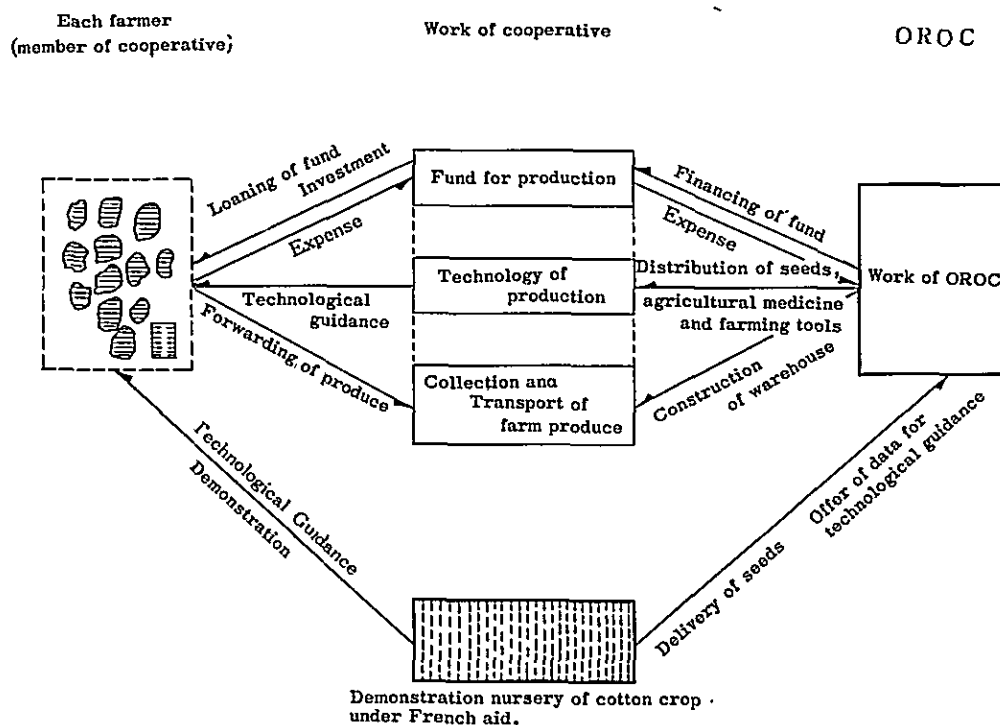 Each farmer
(member of cooperative)
Work of cooperative
OROC
Loaning of fund
Investment
Expense
Fund for production
Financing of fund
Expense
Technological
guidance
Technology of
production
Distribution of seeds,
agricultural medicine
and farming tools
Work of OROC
Forwarding of produce
Collection and
Transport of
farm produce
Construction
of warehouse
Technological Guidance
Demonstration
Delivery of seeds
Offer of data for
technological guidance
Demonstration nursery of cotton crop
under French aid.